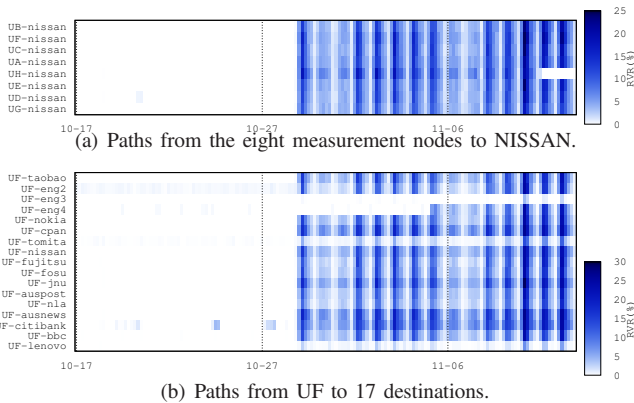 UB-nissan
UF-nissan
UC-nissan
UA-nissan
UH-nissan
UE-nissan
UD-nissan
UG-nissan
10-17 10-27 11-06
25
20
15
10
5
0
RVR(%)
(a) Paths from the eight measurement nodes to NISSAN.
UF-taobao
UF-eng2
UF-eng3
UF-eng4
UF-nokia
UF-cpan
UF-tomita
UF-nissan
UF-fujitsu
UF-fosu
UF-jnu
UF-auspost
UF-nla
UF-ausnews
UF-citibank
UF-bbc
UF-lenovo
10-17 10-27 11-06
30
25
20
15
10
5
0
RVR(%)
(b) Paths from UF to 17 destinations.